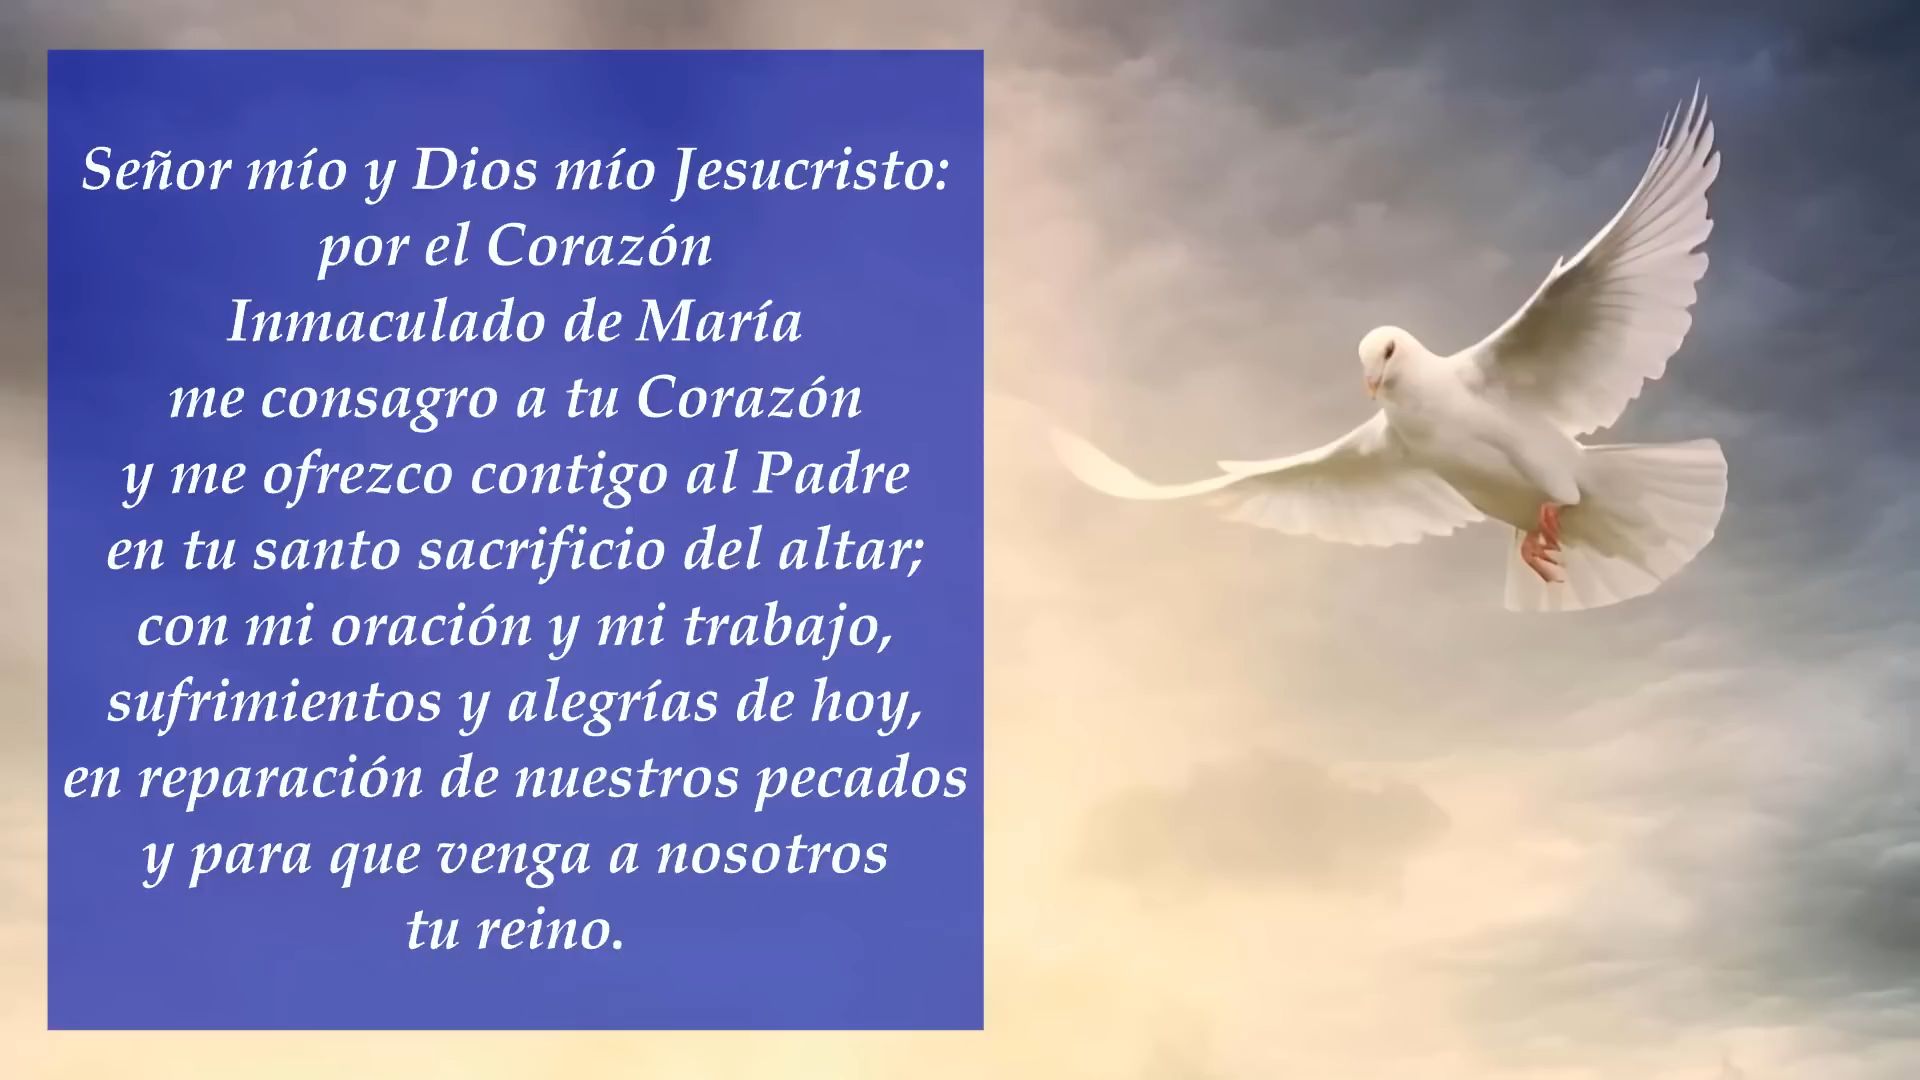 Señor mío y Dios mío Jesucristo:
por el Corazón
Inmaculado de María
me consagro a tu Corazón
y me ofrezco contigo al Padre
en tu santo sacrificio del altar;
con mi oración y mi trabajo,
sufrimientos y alegrías de hoy,
en reparación de nuestros pecados
y para que venga a nosotros
tu reino.